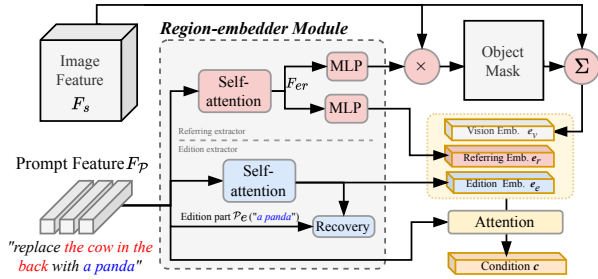 Region-embedder Module
Image
Feature
F_s
Self-
attention
F_er
MLP
MLP
×
Object
Mask
Σ
Referring extractor
Edition extractor
Vision Emb. e_v
Referring Emb. e_r
Edition Emb. e_e
Prompt Feature F_P
Self-
attention
Edition part P_e ("a panda")
Recovery
Attention
Condition c
"replace the cow in the
back with a panda"